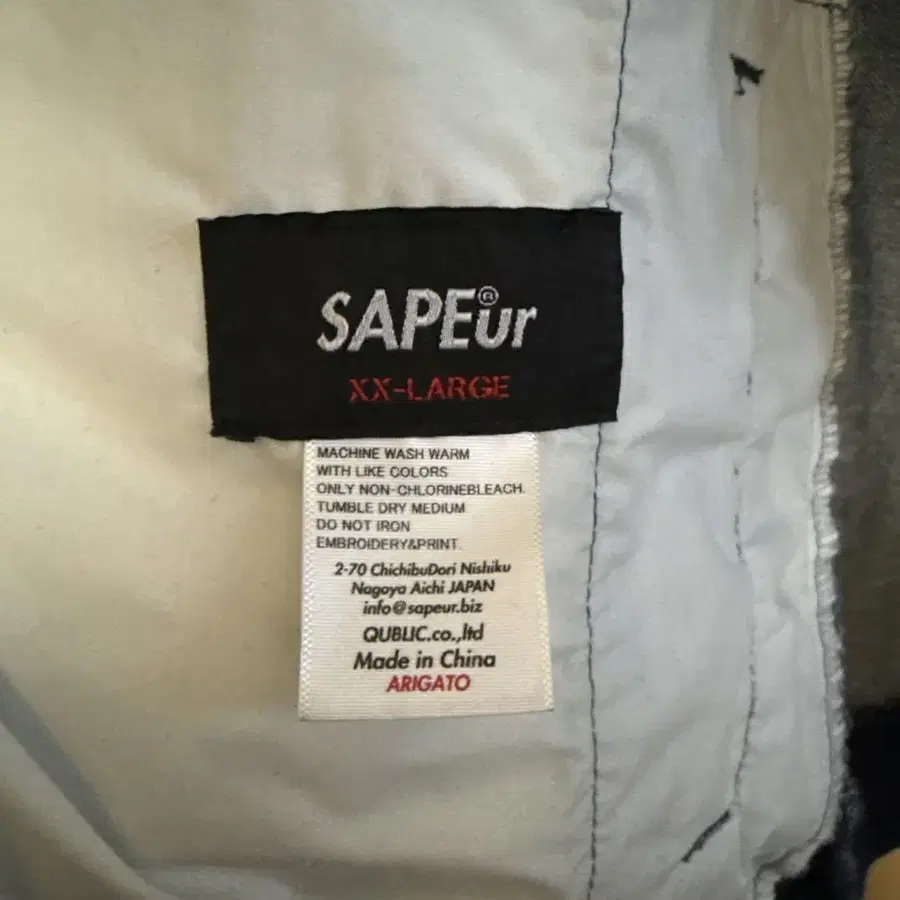 SAPEur®
XX-LARGE
MACHINE WASH WARM
WITH LIKE COLORS
ONLY NON-CHLORINEBLEACH.
TUMBLE DRY MEDIUM
DO NOT IRON
EMBROIDERY&PRINT.
2-70 ChichibuDori Nishiku
Nagoya Aichi JAPAN
info@sapeur.biz
QUBLIC.co.,ltd
Made in China
ARIGATO